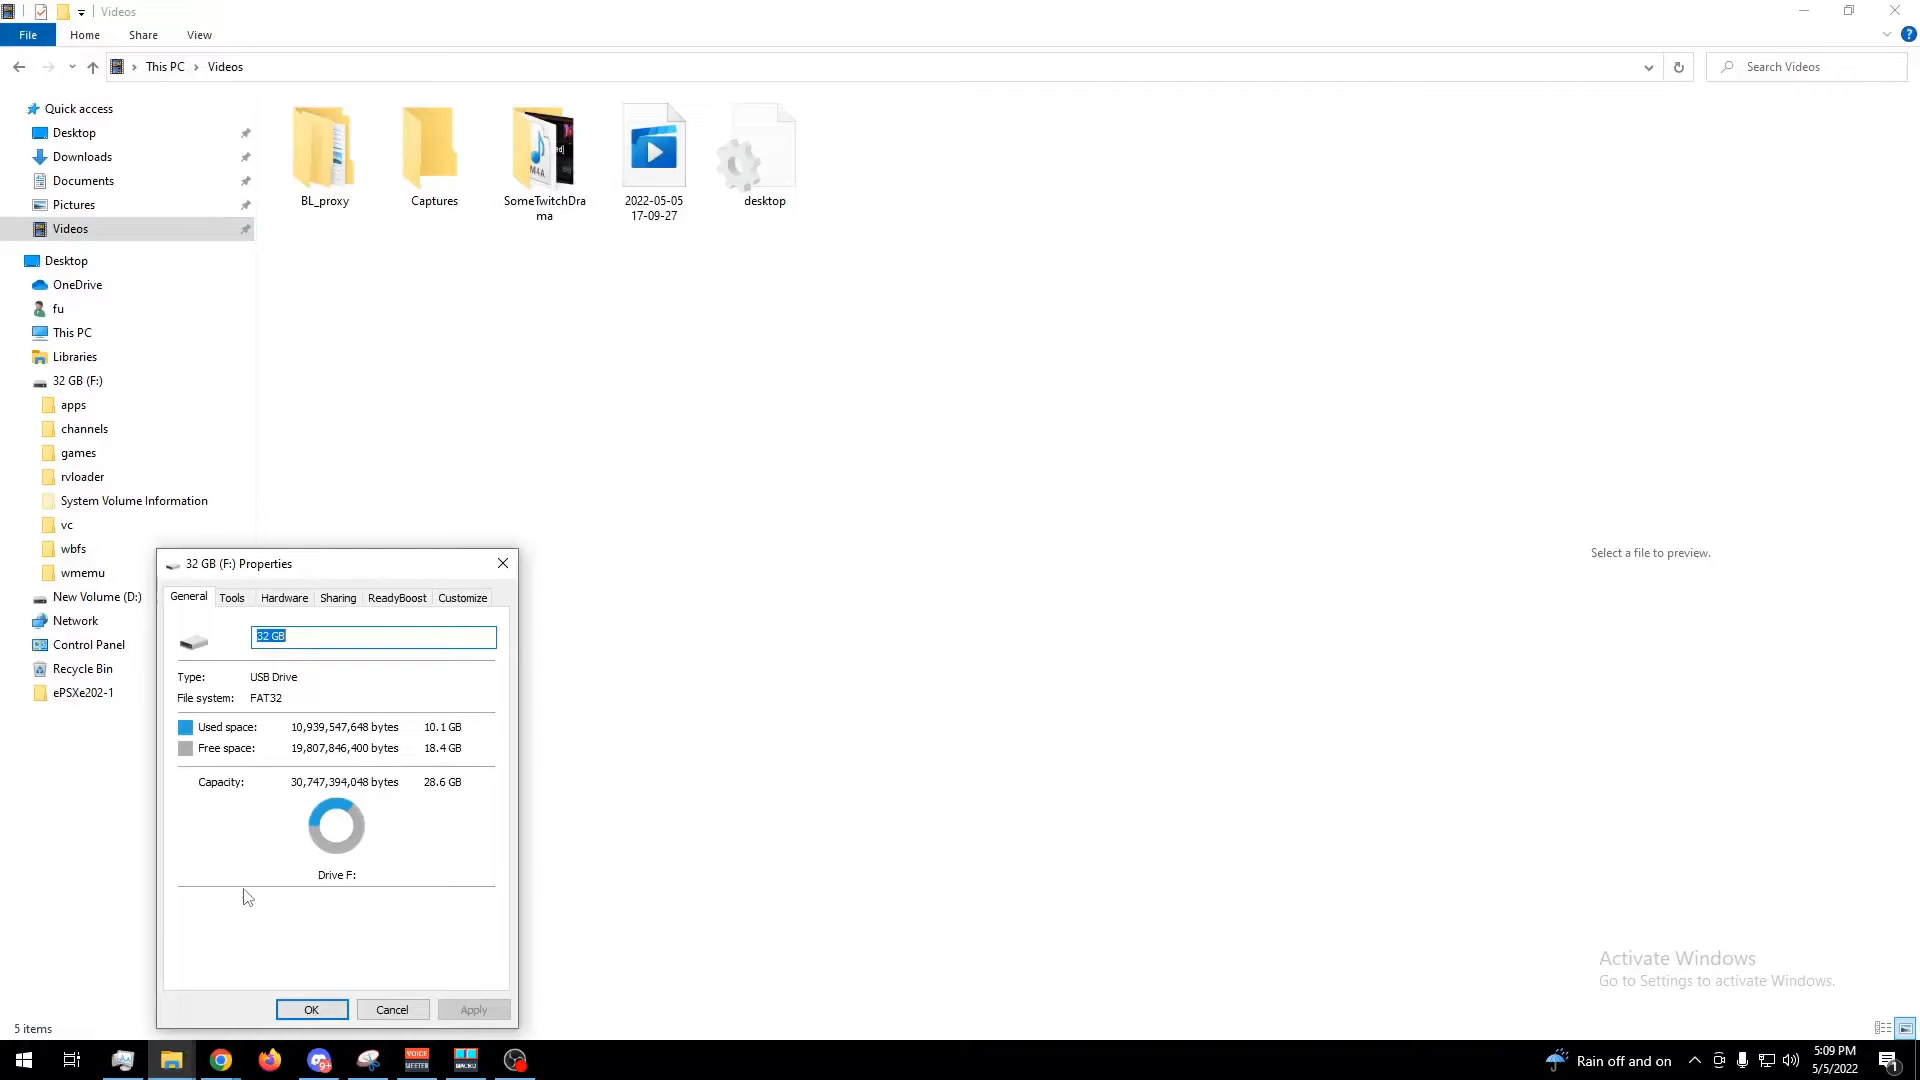 Videos
File
Home
Share
View
This PC
Videos
Search Videos
Quick access
Desktop
Downloads
Documents
Pictures
Videos
Desktop
OneDrive
fu
This PC
Libraries
32 GB (F:)
apps
channels
games
rvloader
System Volume Information
vc
wbfs
wmemu
New Volume (D:)
Network
Control Panel
Recycle Bin
ePSXe202-1
BL_proxy
Captures
M4A
SomeTwitchDra
ma
2022-05-05
17-09-27
desktop
Select a file to preview.
32 GB (F:) Properties
General
Tools
Hardware
Sharing
ReadyBoost
Customize
32 GB
Type: USB Drive
File system: FAT32
Used space: 10,939,547,648 bytes 10.1 GB
Free space: 19,807,846,400 bytes 18.4 GB
Capacity: 30,747,394,048 bytes 28.6 GB
Drive F:
OK
Cancel
Apply
Activate Windows
Go to Settings to activate Windows.
5 items
9+
VOICE
MEETER
MACRO
Rain off and on
5:09 PM
5/5/2022
1